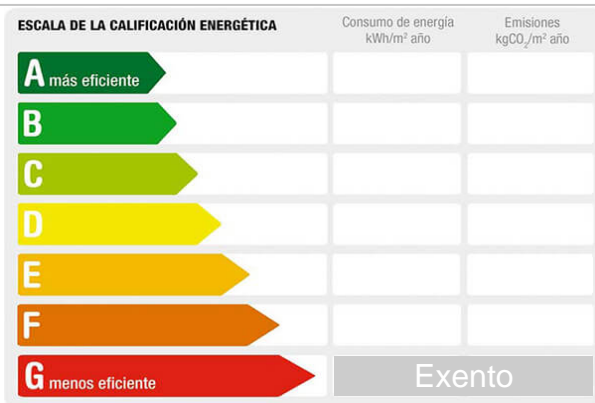 ESCALA DE LA CALIFICACIÓN ENERGÉTICA
Consumo de energía
kWh/m² año
Emisiones
kgCO₂/m² año
A más eficiente
B
C
D
E
F
G menos eficiente
Exento